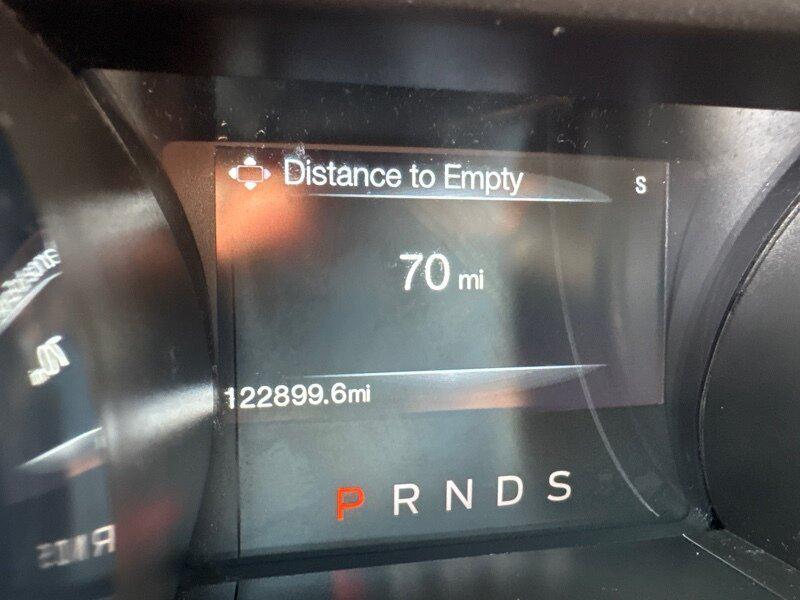 Distance to Empty S
70 mi
122899.6mi
P R N D S